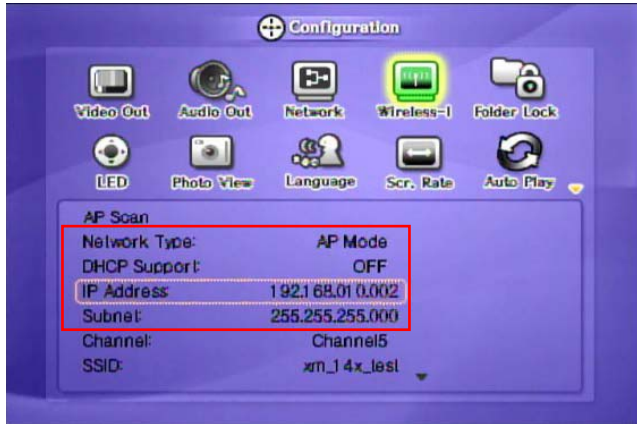 Configuration
Video Out Audio Out Network Wireless-I Folder Lock
LED Photo View Language Scr. Rate Auto Play
AP Scan
Network Type: AP Mode
DHCP Support: OFF
IP Address 192.168.010.002
Subnet: 255.255.255.000
Channel: Channel5
SSID: xm_14x_test